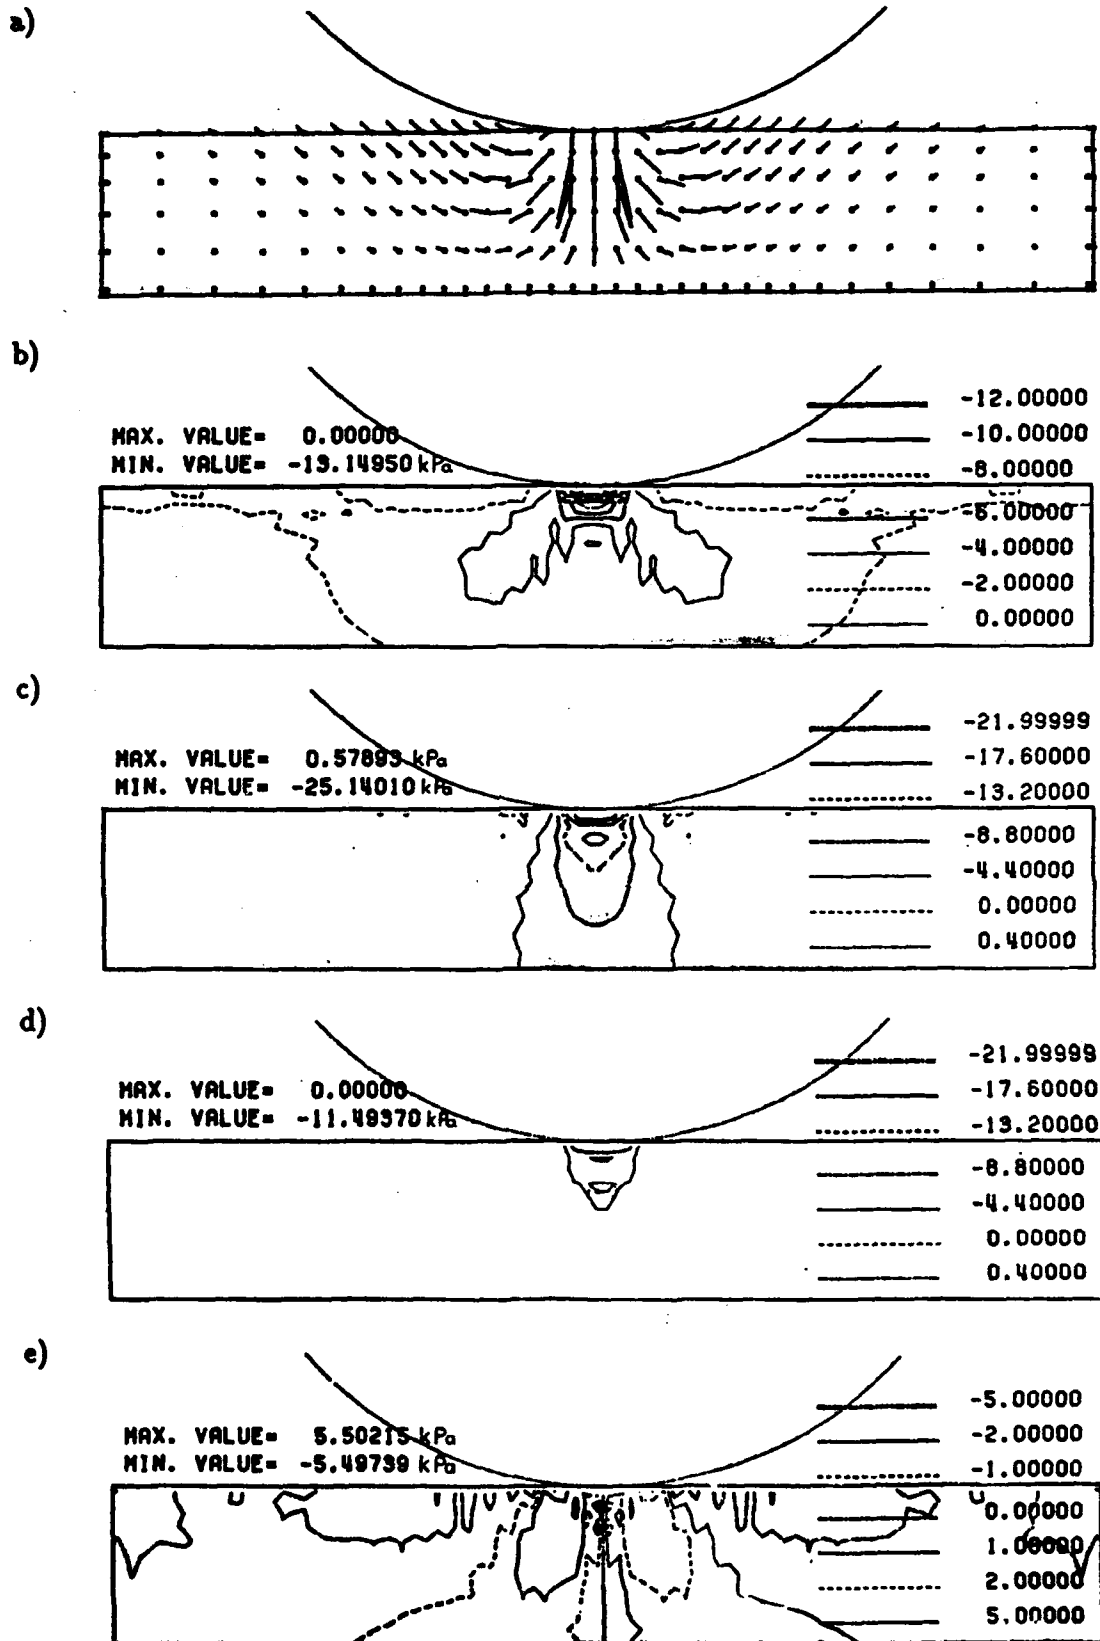 a)
b)
-12.00000
MAX. VALUE= 0.00000
-10.00000
MIN. VALUE= -13.14950 kPa
-8.00000
-6.00000
-4.00000
-2.00000
0.00000
c)
-21.99999
MAX. VALUE= 0.57893 kPa
-17.60000
MIN. VALUE= -25.14010 kPa
-13.20000
-8.80000
-4.40000
0.00000
0.40000
d)
-21.99999
MAX. VALUE= 0.00000
-17.60000
MIN. VALUE= -11.49370 kPa
-13.20000
-8.80000
-4.40000
0.00000
0.40000
e)
-5.00000
MAX. VALUE= 5.50215 kPa
-2.00000
MIN. VALUE= -5.49739 kPa
-1.00000
0.00000
1.00000
2.00000
5.00000